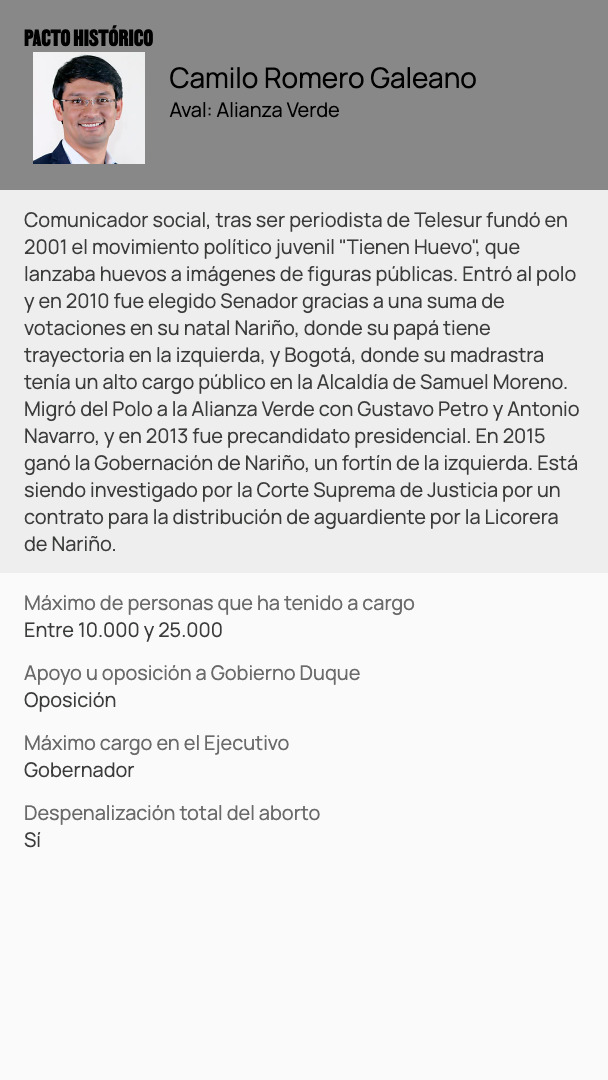 PACTO HISTÓRICO
Camilo Romero Galeano
Aval: Alianza Verde
Comunicador social, tras ser periodista de Telesur fundó en
2001 el movimiento político juvenil "Tienen Huevo", que
lanzaba huevos a imágenes de figuras públicas. Entró al polo
y en 2010 fue elegido Senador gracias a una suma de
votaciones en su natal Nariño, donde su papá tiene
trayectoria en la izquierda, y Bogotá, donde su madrastra
tenía un alto cargo público en la Alcaldía de Samuel Moreno.
Migró del Polo a la Alianza Verde con Gustavo Petro y Antonio
Navarro, y en 2013 fue precandidato presidencial. En 2015
ganó la Gobernación de Nariño, un fortín de la izquierda. Está
siendo investigado por la Corte Suprema de Justicia por un
contrato para la distribución de aguardiente por la Licorera
de Nariño.
Máximo de personas que ha tenido a cargo
Entre 10.000 y 25.000
Apoyo u oposición a Gobierno Duque
Oposición
Máximo cargo en el Ejecutivo
Gobernador
Despenalización total del aborto
Sí